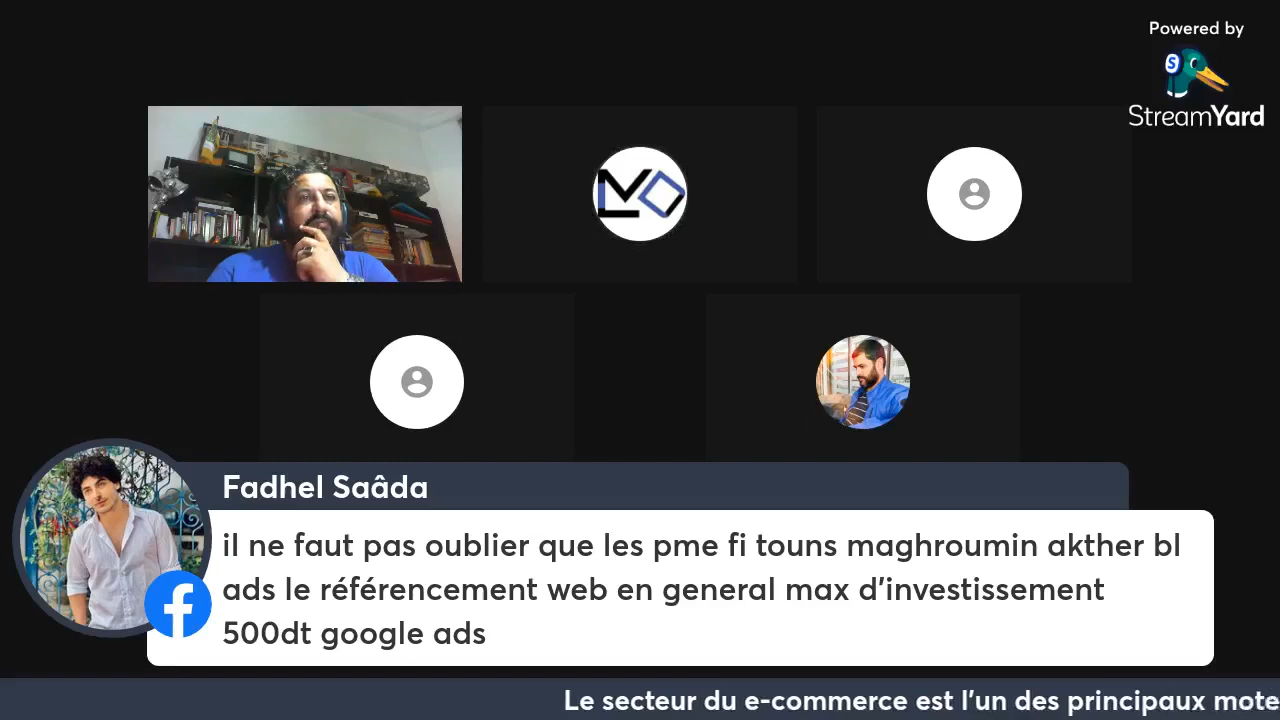 Powered by
StreamYard
Fadhel Saâda
il ne faut pas oublier que les pme fi touns maghroumin akther bl
ads le référencement web en general max d'investissement
500dt google ads
Le secteur du e-commerce est l'un des principaux mote